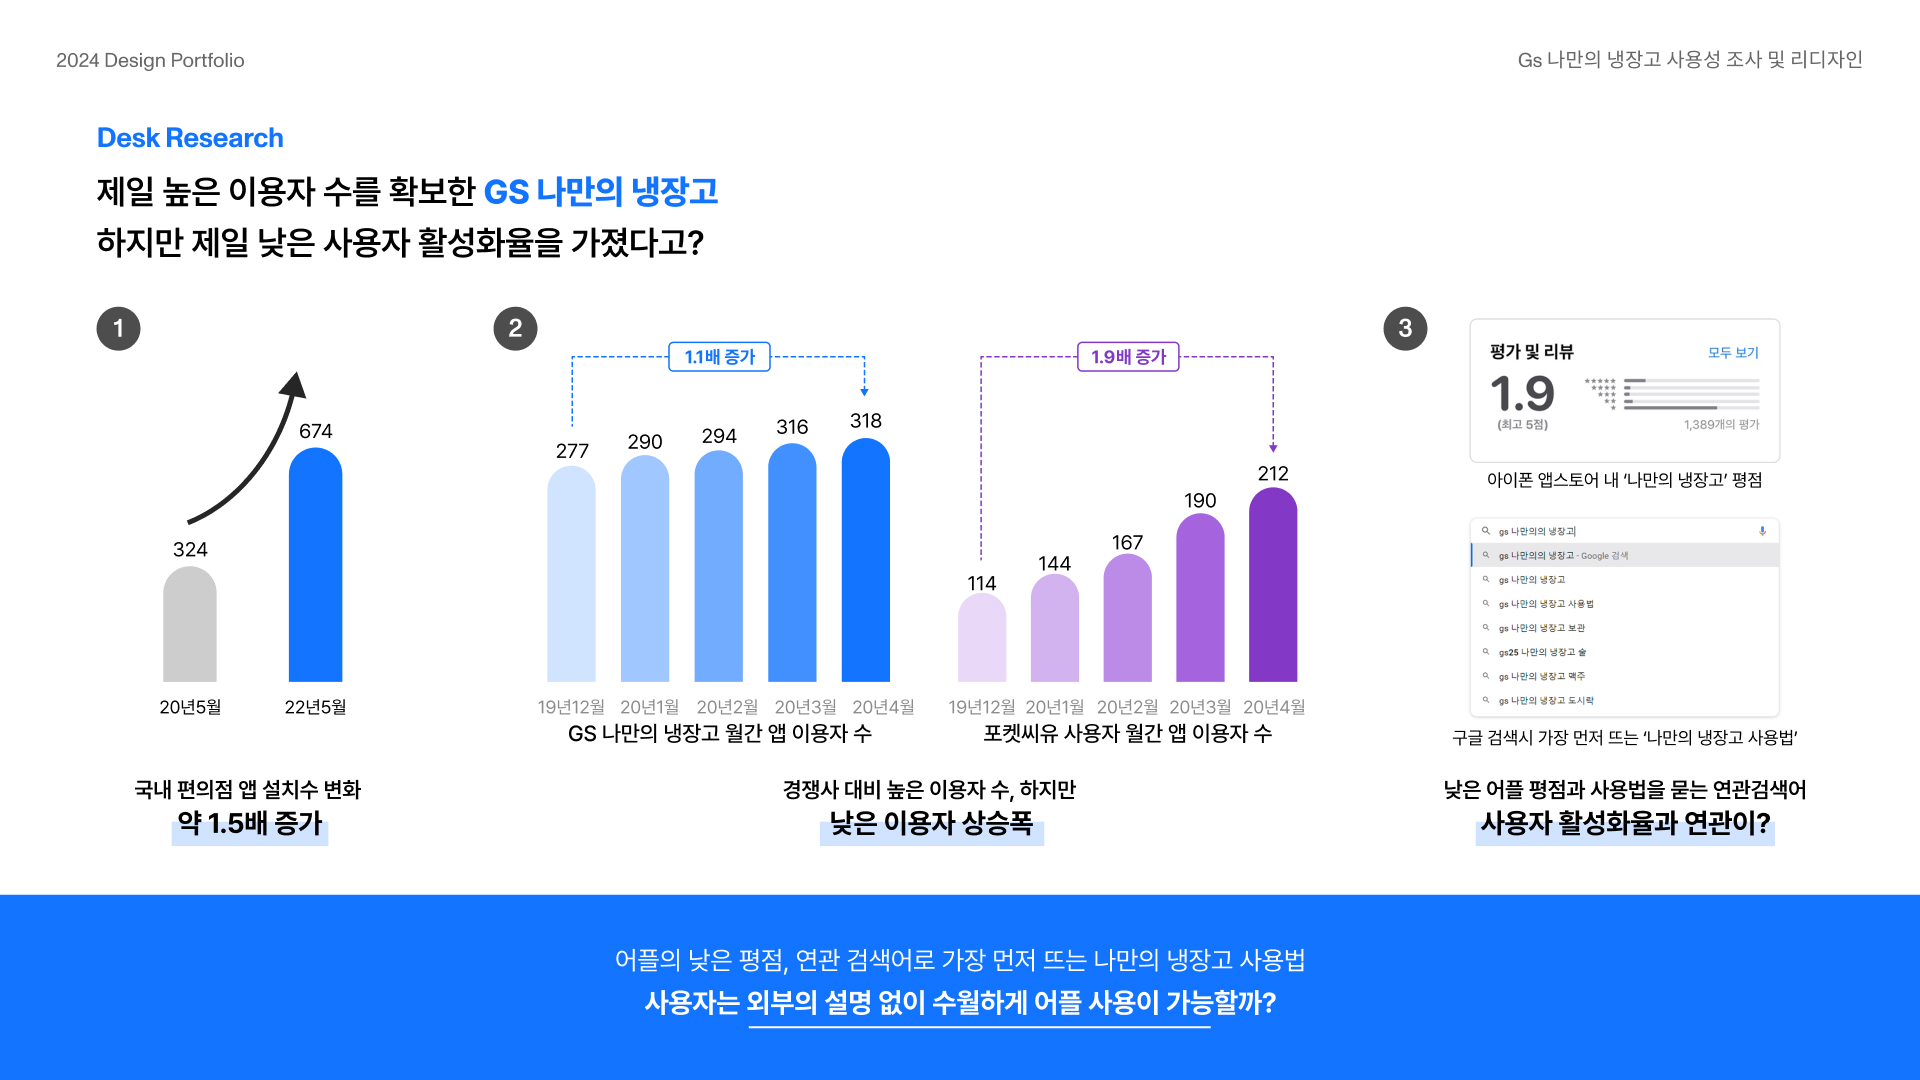 2024 Design Portfolio
Gs 나만의 냉장고 사용성 조사 및 리디자인
Desk Research
제일 높은 이용자 수를 확보한 GS 나만의 냉장고
하지만 제일 낮은 사용자 활성화율을 가졌다고?
1
324
674
20년5월
22년5월
국내 편의점 앱 설치수 변화
약 1.5배 증가
2
1.1배 증가
277
290
294
316
318
19년12월
20년1월
20년2월
20년3월
20년4월
GS 나만의 냉장고 월간 앱 이용자 수
1.9배 증가
114
144
167
190
212
19년12월
20년1월
20년2월
20년3월
20년4월
포켓씨유 사용자 월간 앱 이용자 수
경쟁사 대비 높은 이용자 수, 하지만
낮은 이용자 상승폭
3
평가 및 리뷰
모두 보기
1.9
(최고 5점)
1,389개의 평가
아이폰 앱스토어 내 ‘나만의 냉장고’ 평점
gs 나만의의 냉장고
gs 나만의의 냉장고 - Google 검색
gs 나만의 냉장고
gs 나만의 냉장고 사용법
gs 나만의 냉장고 보관
gs25 나만의 냉장고 술
gs 나만의 냉장고 맥주
gs 나만의 냉장고 도시락
구글 검색시 가장 먼저 뜨는 ‘나만의 냉장고 사용법’
낮은 어플 평점과 사용법을 묻는 연관검색어
사용자 활성화율과 연관이?
어플의 낮은 평점, 연관 검색어로 가장 먼저 뜨는 나만의 냉장고 사용법
사용자는 외부의 설명 없이 수월하게 어플 사용이 가능할까?